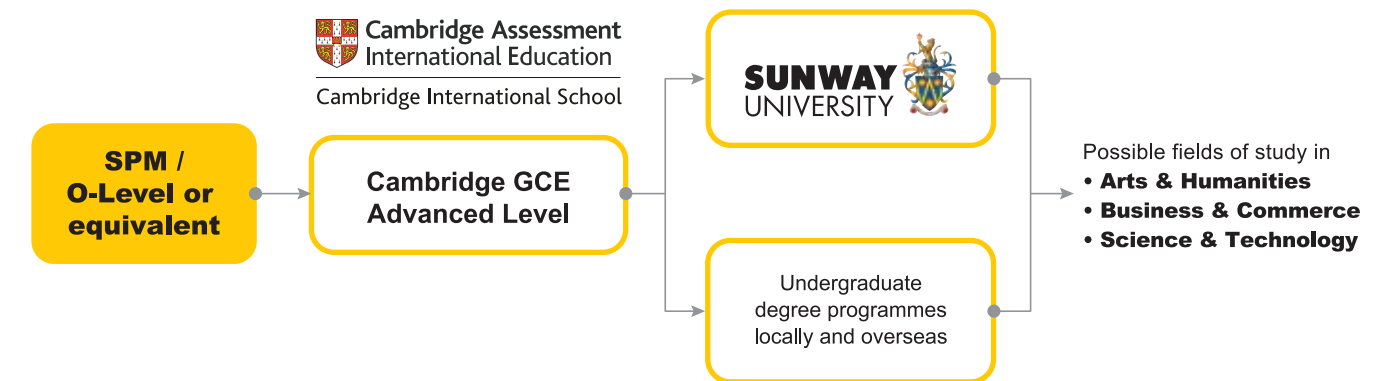 Cambridge Assessment
International Education
Cambridge International School
SPM /
O-Level or
equivalent
Cambridge GCE
Advanced Level
SUNWAY
UNIVERSITY
Undergraduate
degree programmes
locally and overseas
Possible fields of study in
• Arts & Humanities
• Business & Commerce
• Science & Technology